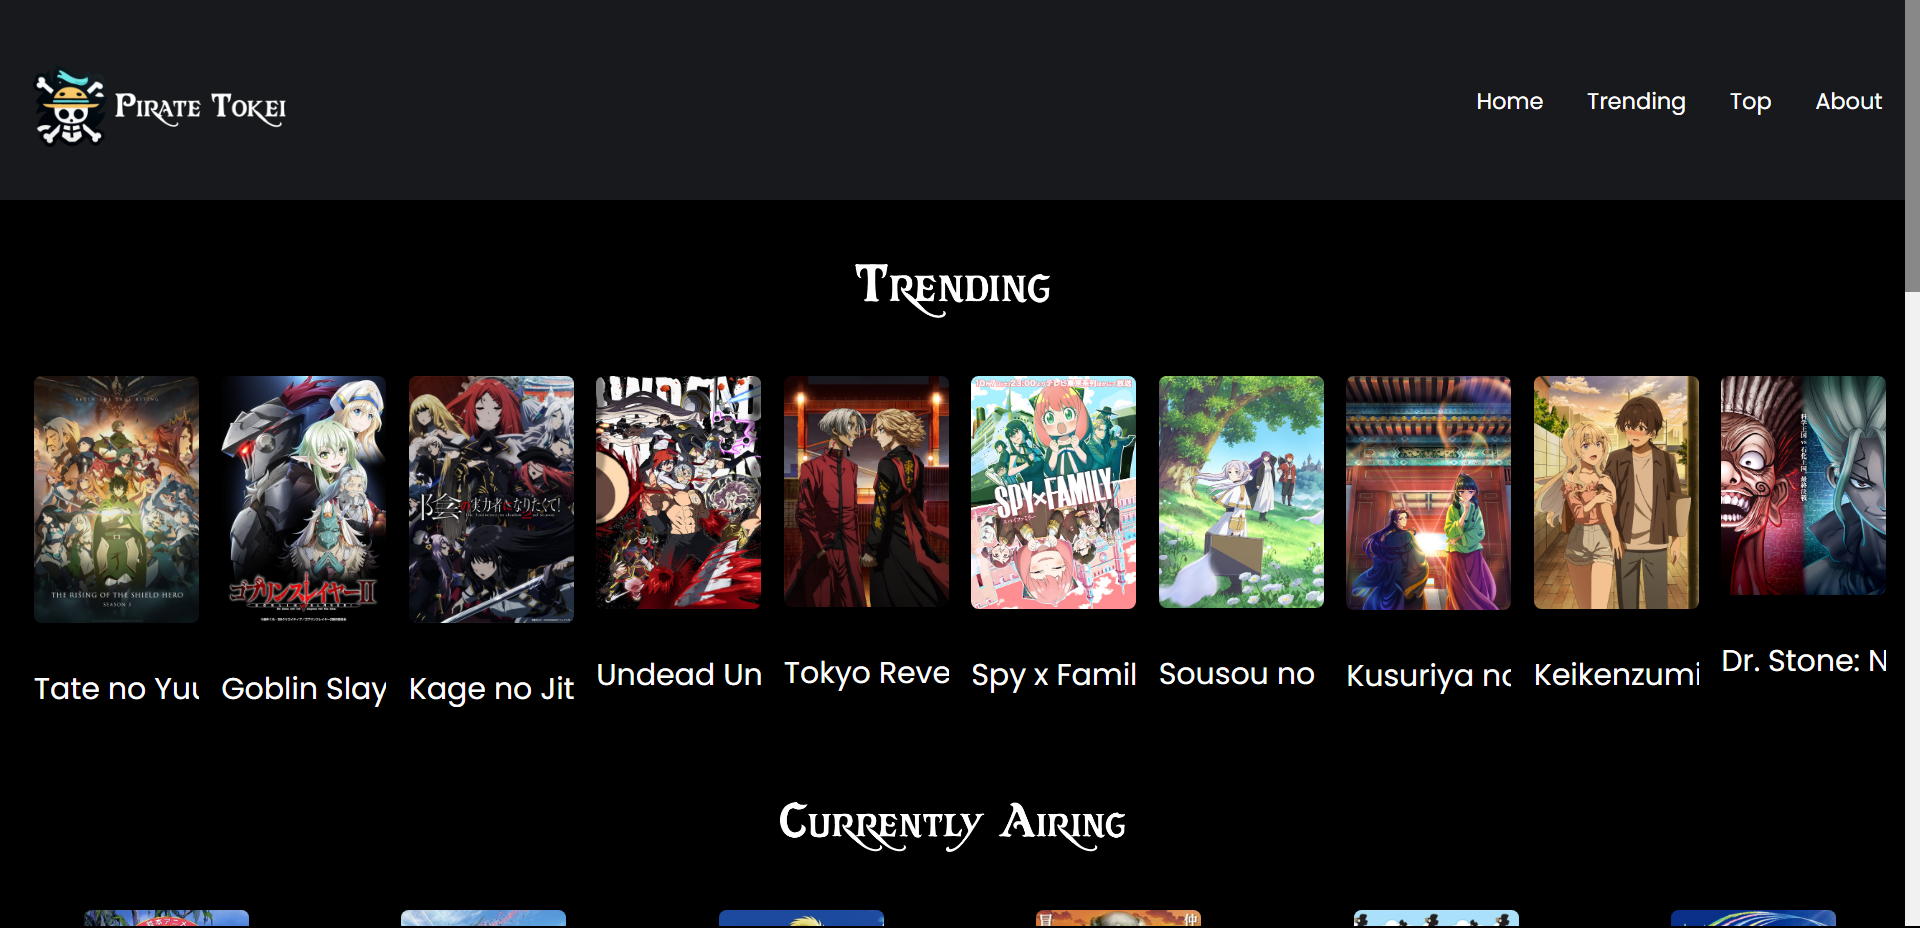 Pirate Tokei
Home
Trending
Top
About
Trending
THE RISING OF THE SHIELD HERO
SEASON 3
ゴブリンスレイヤーII
陰の実力者になりたくて!
UNDEAD
SPY×FAMILY
Tate no Yuu
Goblin Slay
Kage no Jit
Undead Un
Tokyo Reve
Spy x Famil
Sousou no
Kusuriya no
Keikenzumi
Dr. Stone: N
Currently Airing